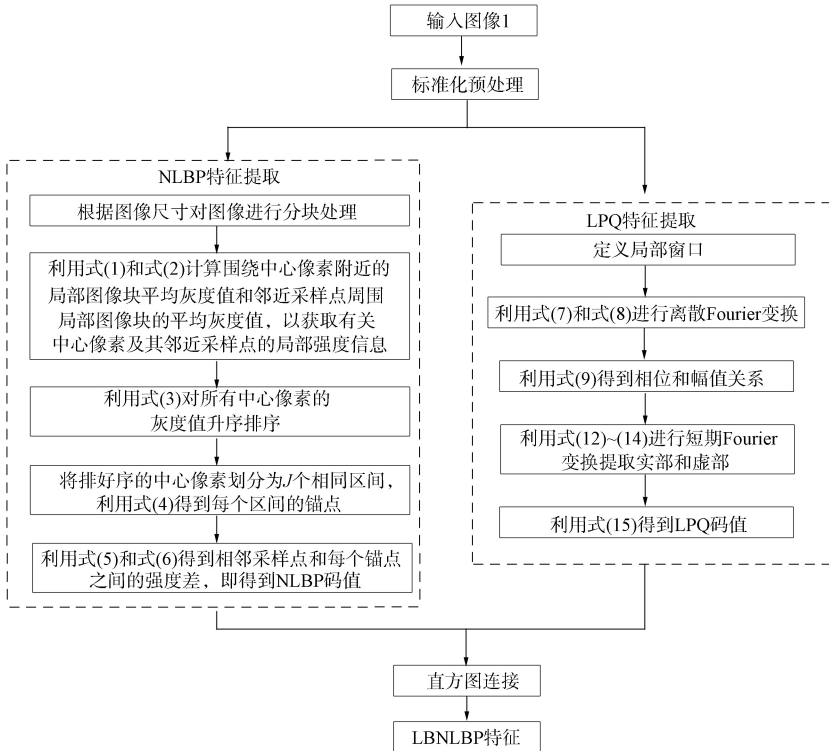 输入图像1
标准化预处理
NLBP特征提取
根据图像尺寸对图像进行分块处理
利用式(1)和式(2)计算围绕中心像素附近的
局部图像块平均灰度值和邻近采样点周围
局部图像块的平均灰度值，以获取有关
中心像素及其邻近采样点的局部强度信息
利用式(3)对所有中心像素的
灰度值升序排序
将排好序的中心像素划分为J个相同区间，
利用式(4)得到每个区间的锚点
利用式(5)和式(6)得到相邻采样点和每个锚点
之间的强度差，即得到NLBP码值
LPQ特征提取
定义局部窗口
利用式(7)和式(8)进行离散Fourier变换
利用式(9)得到相位和幅值关系
利用式(12)~(14)进行短期Fourier
变换提取实部和虚部
利用式(15)得到LPQ码值
直方图连接
LBNLBP特征